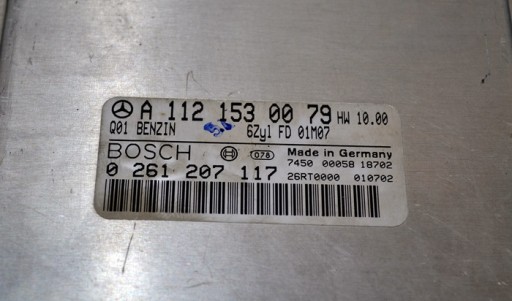 A 112 153 00 79 HW 10.00
Q01 BENZIN 6Zyl FD 01M07
BOSCH 078 Made in Germany
7450 00058 18702
0 261 207 117 26RT0000 010702